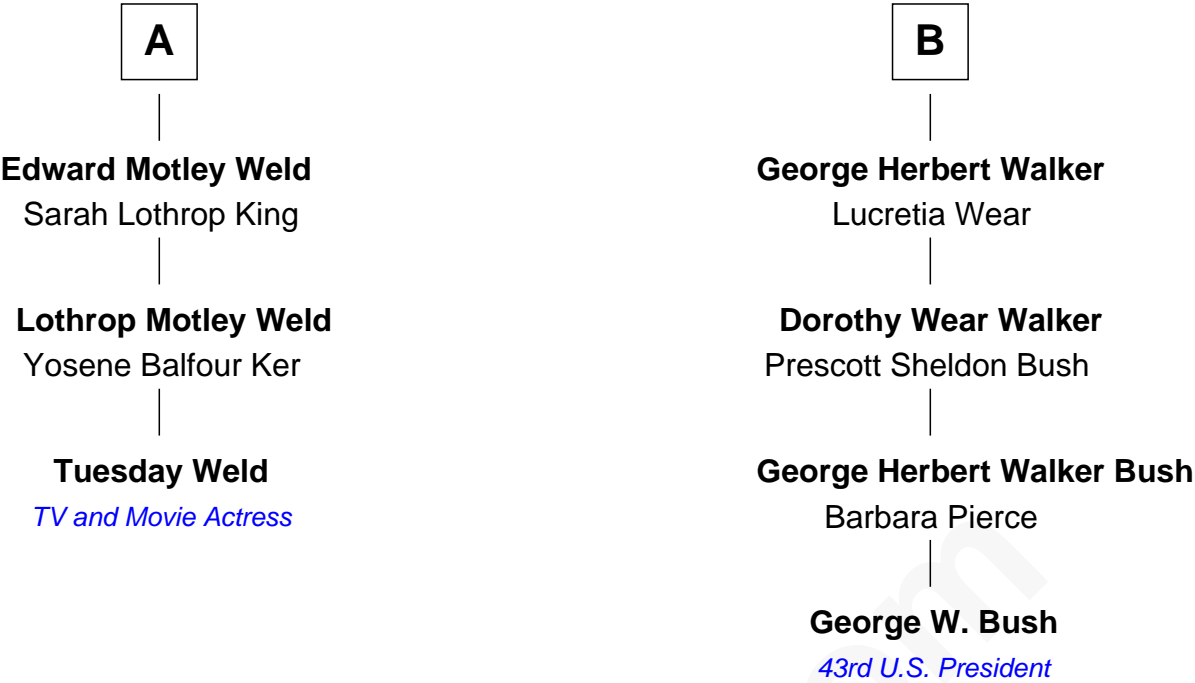 A
Edward Motley Weld
Sarah Lothrop King
Lothrop Motley Weld
Yosene Balfour Ker
Tuesday Weld
TV and Movie Actress
B
George Herbert Walker
Lucretia Wear
Dorothy Wear Walker
Prescott Sheldon Bush
George Herbert Walker Bush
Barbara Pierce
George W. Bush
43rd U.S. President